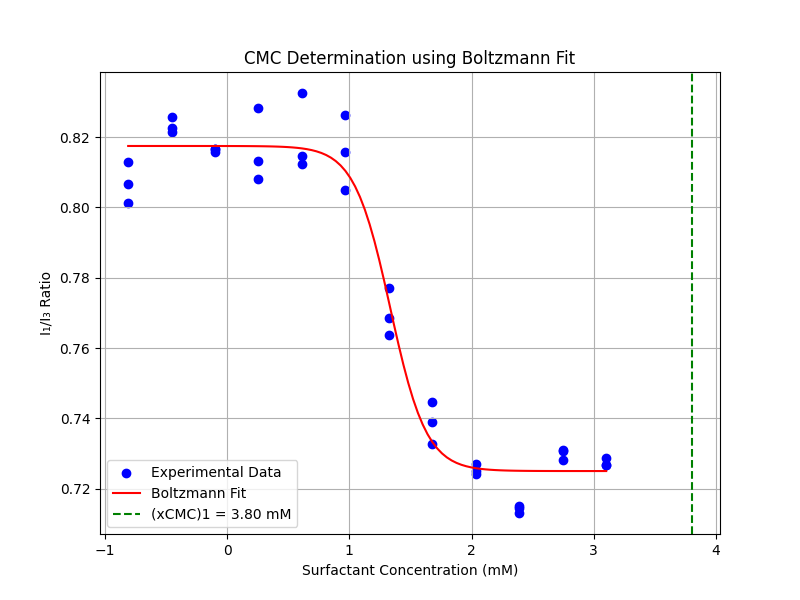 CMC Determination using Boltzmann Fit
I₁/I₃ Ratio
0.82
0.80
0.78
0.76
0.74
0.72
Experimental Data
Boltzmann Fit
(xCMC)1 = 3.80 mM
−1 0 1 2 3 4
Surfactant Concentration (mM)